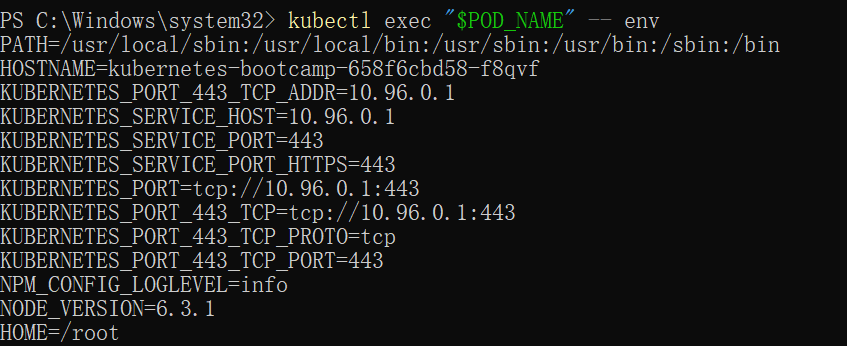 PS C:\Windows\system32> kubectl exec "$POD_NAME" -- env
PATH=/usr/local/sbin:/usr/local/bin:/usr/sbin:/usr/bin:/sbin:/bin
HOSTNAME=kubernetes-bootcamp-658f6cbd58-f8qvf
KUBERNETES_PORT_443_TCP_ADDR=10.96.0.1
KUBERNETES_SERVICE_HOST=10.96.0.1
KUBERNETES_SERVICE_PORT=443
KUBERNETES_SERVICE_PORT_HTTPS=443
KUBERNETES_PORT=tcp://10.96.0.1:443
KUBERNETES_PORT_443_TCP=tcp://10.96.0.1:443
KUBERNETES_PORT_443_TCP_PROTO=tcp
KUBERNETES_PORT_443_TCP_PORT=443
NPM_CONFIG_LOGLEVEL=info
NODE_VERSION=6.3.1
HOME=/root